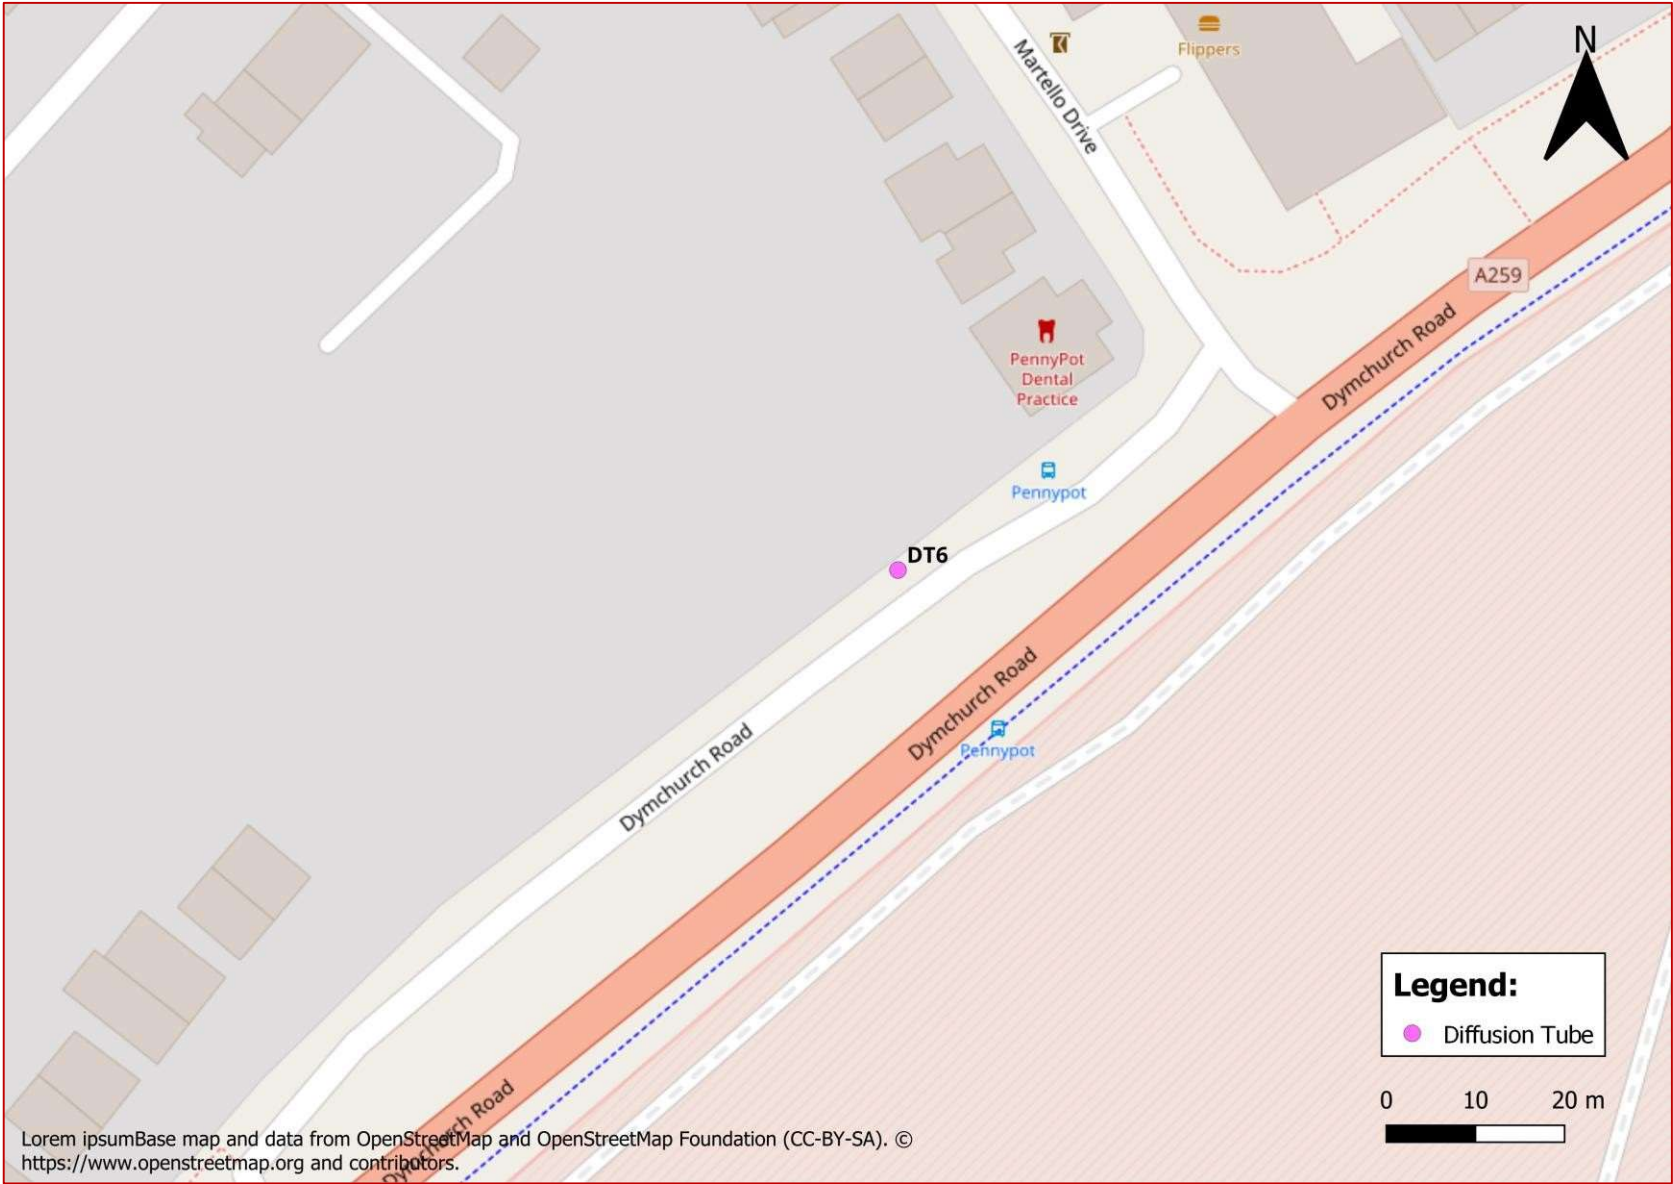 N
Flippers
Martello Drive
A259
Dymchurch Road
PennyPot
Dental
Practice
Pennypot
DT6
Dymchurch Road
Pennypot
Dymchurch Road
Dymchurch Road
Legend:
Diffusion Tube
0 10 20 m
Lorem ipsumBase map and data from OpenStreetMap and OpenStreetMap Foundation (CC-BY-SA). ©
https://www.openstreetmap.org and contributors.